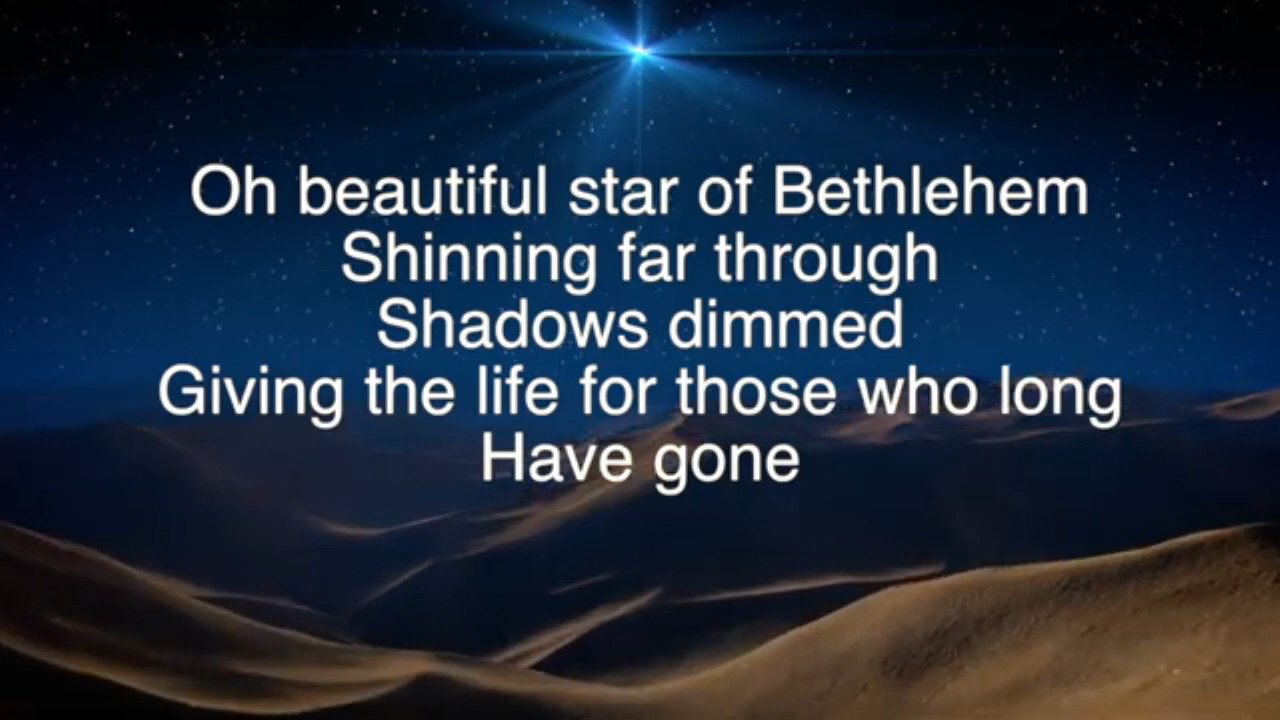 Oh beautiful star of Bethlehem
Shinning far through
Shadows dimmed
Giving the life for those who long
Have gone